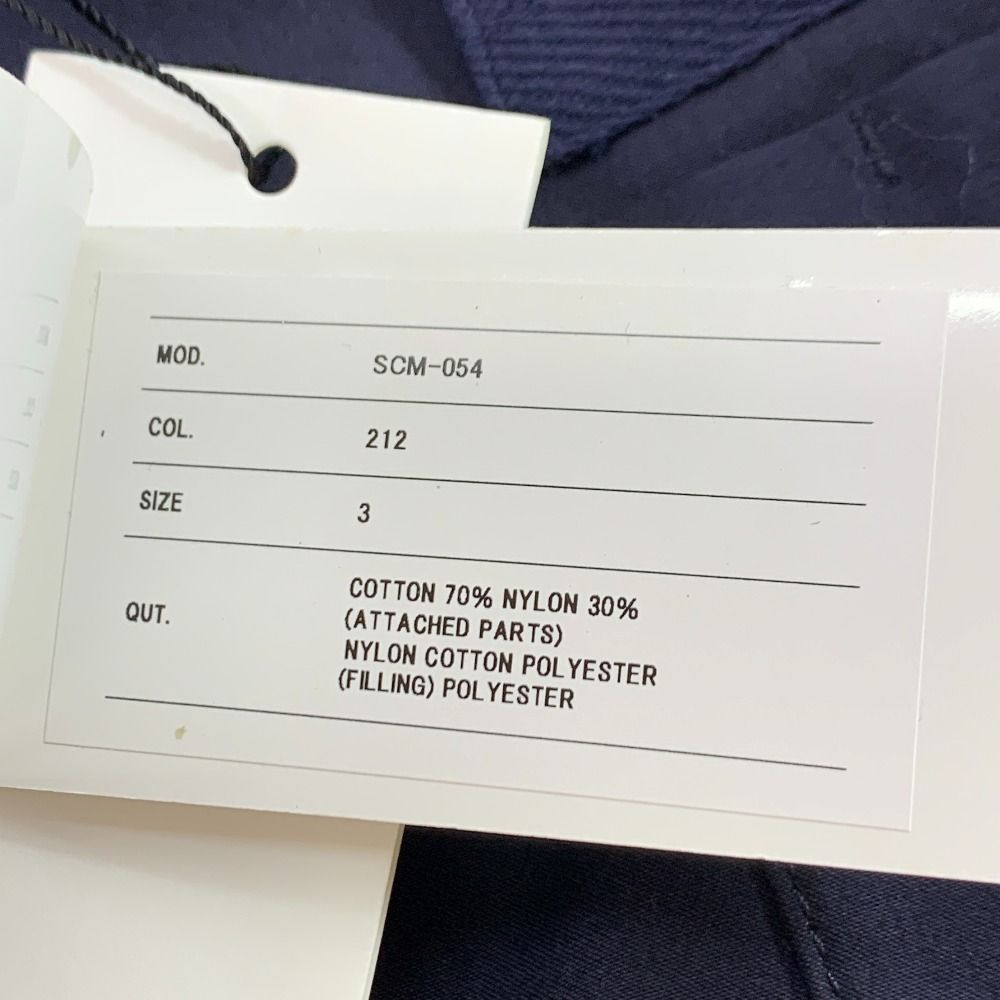 MOD. SCM-054
COL. 212
SIZE 3
QUT. COTTON 70% NYLON 30%
(ATTACHED PARTS)
NYLON COTTON POLYESTER
(FILLING) POLYESTER